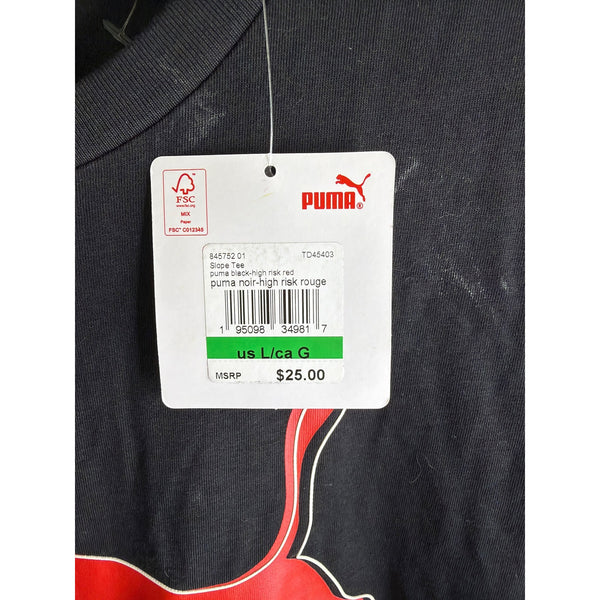 FSC
www.fsc.org
MIX
Paper
FSC® C012345
PUMA®
845752 01 TD45403
Slope Tee
puma black-high risk red
puma noir-high risk rouge
1 95098 34981 7
us L/ca G
MSRP $25.00